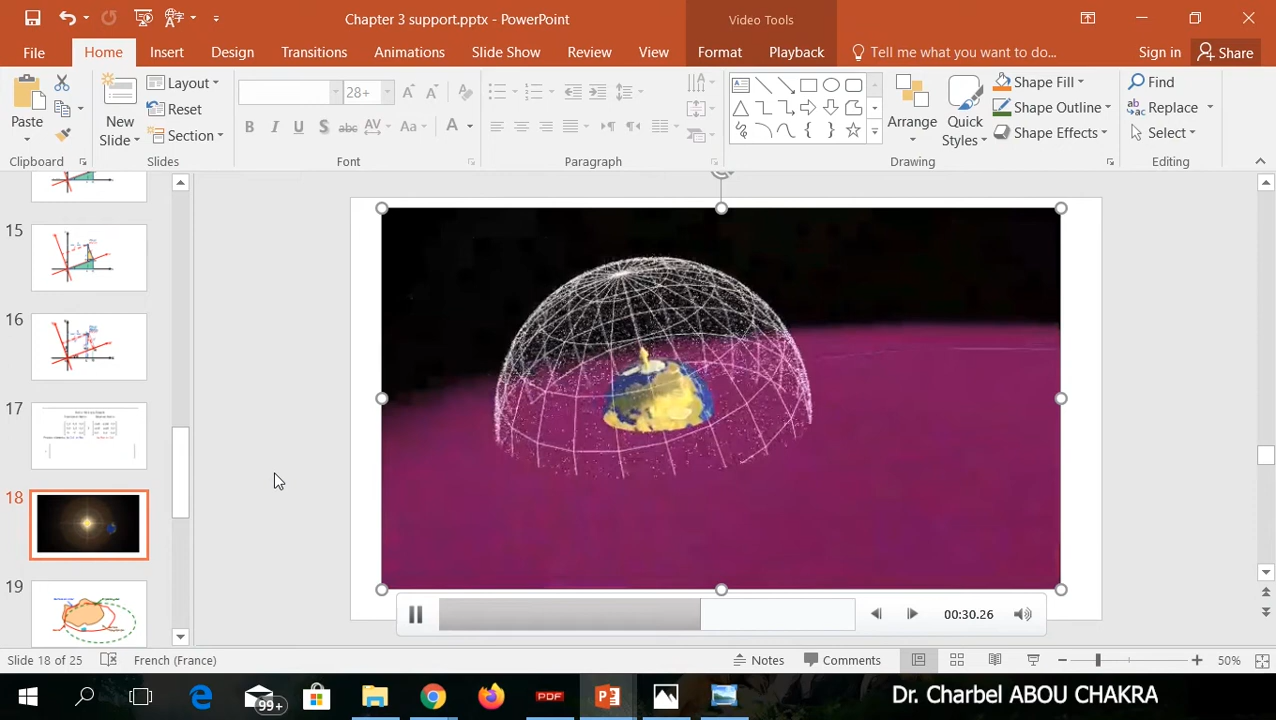 Chapter 3 support.pptx - PowerPoint
Video Tools
File
Home
Insert
Design
Transitions
Animations
Slide Show
Review
View
Format
Playback
Tell me what you want to do...
Sign in
Share
Paste
Clipboard
New
Slide
Layout
Reset
Section
Slides
28+
B I U S abc AV Aa A
Font
Paragraph
Arrange
Quick
Styles
Shape Fill
Shape Outline
Shape Effects
Drawing
Find
Replace
Select
Editing
15
16
17
18
19
00:30.26
Slide 18 of 25
French (France)
Notes
Comments
50%
99+
PDF
Dr. Charbel ABOU CHAKRA